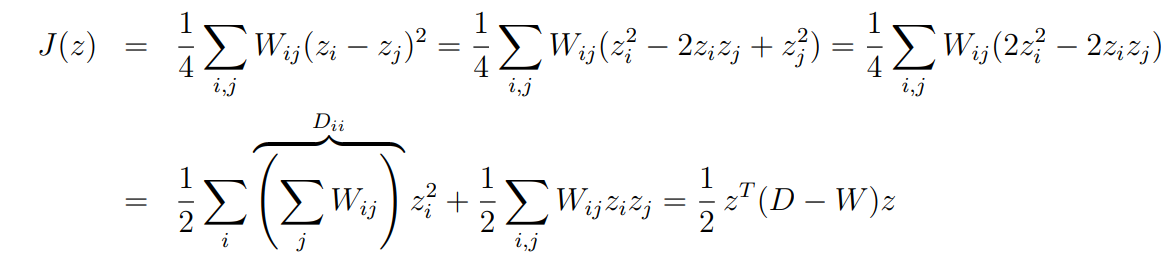 J(z) = \frac{1}{4} \sum_{i,j} W_{ij}(z_i - z_j)^2 = \frac{1}{4} \sum_{i,j} W_{ij}(z_i^2 - 2z_i z_j + z_j^2) = \frac{1}{4} \sum_{i,j} W_{ij}(2z_i^2 - 2z_i z_j)
= \frac{1}{2} \sum_i \overbrace{\left( \sum_j W_{ij} \right)}^{D_{ii}} z_i^2 + \frac{1}{2} \sum_{i,j} W_{ij} z_i z_j = \frac{1}{2} z^T (D - W) z